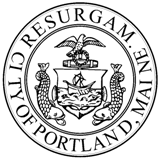 RESURGAM.
CITY OF PORTLAND, MAINE.